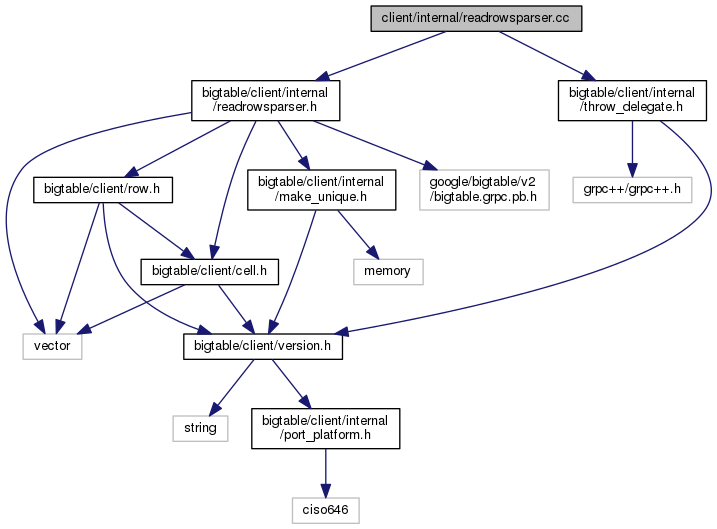 client/internal/readrowsparser.cc
bigtable/client/internal
/readrowsparser.h
bigtable/client/internal
/throw_delegate.h
bigtable/client/row.h
bigtable/client/internal
/make_unique.h
google/bigtable/v2
/bigtable.grpc.pb.h
grpc++/grpc++.h
bigtable/client/cell.h
memory
vector
bigtable/client/version.h
string
bigtable/client/internal
/port_platform.h
ciso646